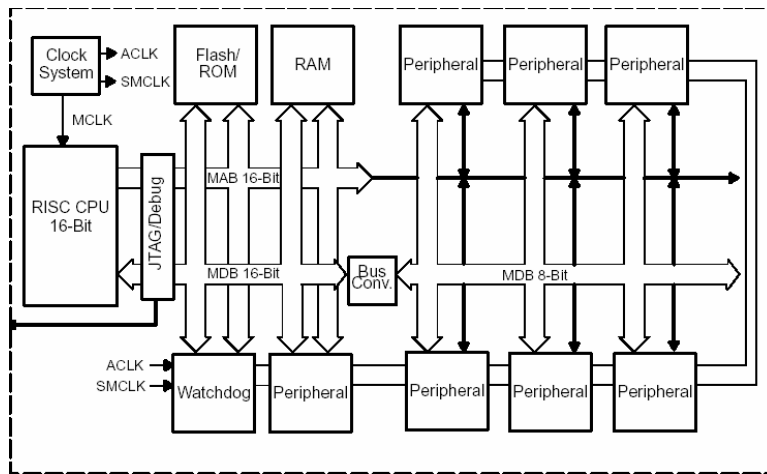 Clock
System
ACLK
SMCLK
MCLK
Flash/
ROM
RAM
Peripheral
Peripheral
Peripheral
RISC CPU
16-Bit
JTAG/Debug
MAB 16-Bit
MDB 16-Bit
Bus
Conv.
MDB 8-Bit
ACLK
SMCLK
Watchdog
Peripheral
Peripheral
Peripheral
Peripheral